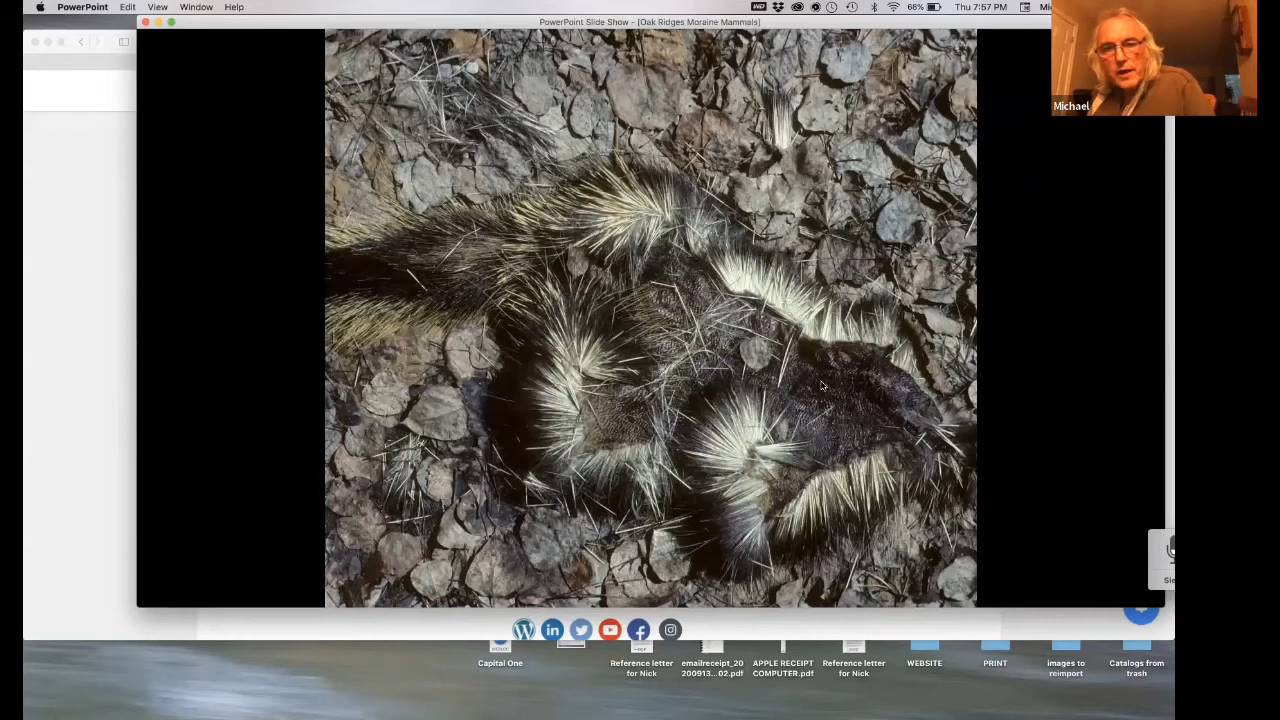 PowerPoint Edit View Window Help
68% Thu 7:57 PM Mi
PowerPoint Slide Show - [Oak Ridges Moraine Mammals]
Michael
Capital One
Reference letter
for Nick
emailreceipt_20
200913...02.pdf
APPLE RECEIPT
COMPUTER.pdf
Reference letter
for Nick
WEBSITE
PRINT
images to
reimport
Catalogs from
trash